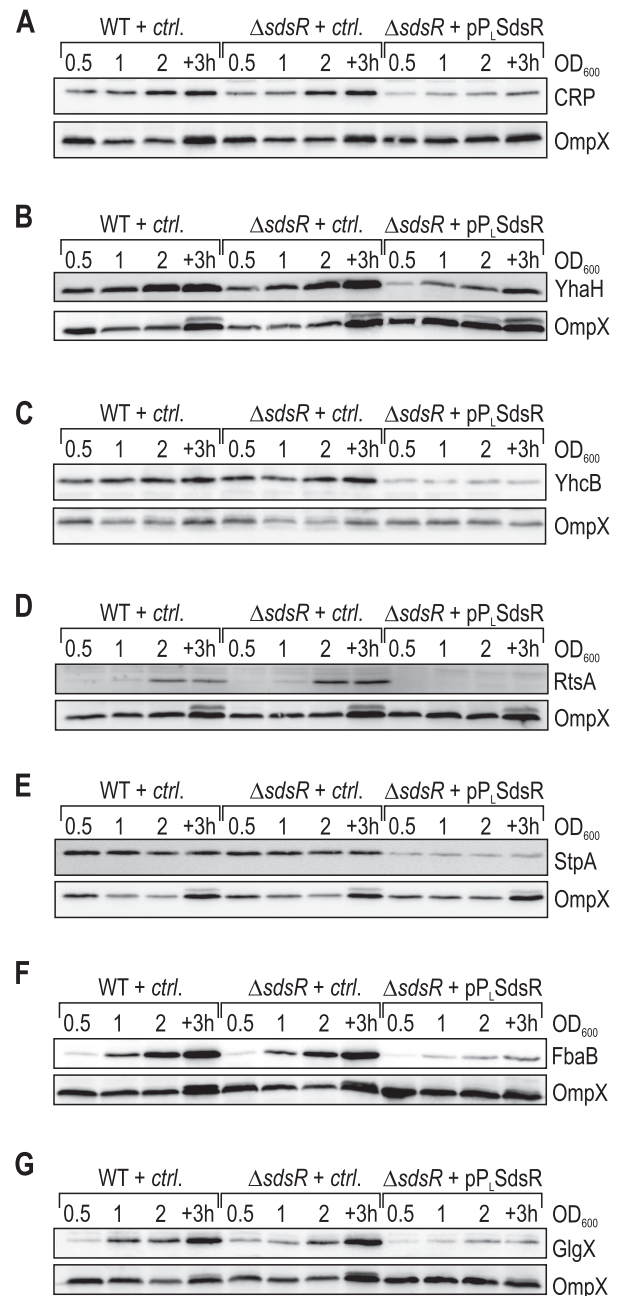 A
WT + ctrl. ΔsdsR + ctrl. ΔsdsR + pPLSdsR
0.5 1 2 +3h 0.5 1 2 +3h 0.5 1 2 +3h OD600
CRP
OmpX
B
WT + ctrl. ΔsdsR + ctrl. ΔsdsR + pPLSdsR
0.5 1 2 +3h 0.5 1 2 +3h 0.5 1 2 +3h OD600
YhaH
OmpX
C
WT + ctrl. ΔsdsR + ctrl. ΔsdsR + pPLSdsR
0.5 1 2 +3h 0.5 1 2 +3h 0.5 1 2 +3h OD600
YhcB
OmpX
D
WT + ctrl. ΔsdsR + ctrl. ΔsdsR + pPLSdsR
0.5 1 2 +3h 0.5 1 2 +3h 0.5 1 2 +3h OD600
RtsA
OmpX
E
WT + ctrl. ΔsdsR + ctrl. ΔsdsR + pPLSdsR
0.5 1 2 +3h 0.5 1 2 +3h 0.5 1 2 +3h OD600
StpA
OmpX
F
WT + ctrl. ΔsdsR + ctrl. ΔsdsR + pPLSdsR
0.5 1 2 +3h 0.5 1 2 +3h 0.5 1 2 +3h OD600
FbaB
OmpX
G
WT + ctrl. ΔsdsR + ctrl. ΔsdsR + pPLSdsR
0.5 1 2 +3h 0.5 1 2 +3h 0.5 1 2 +3h OD600
GlgX
OmpX